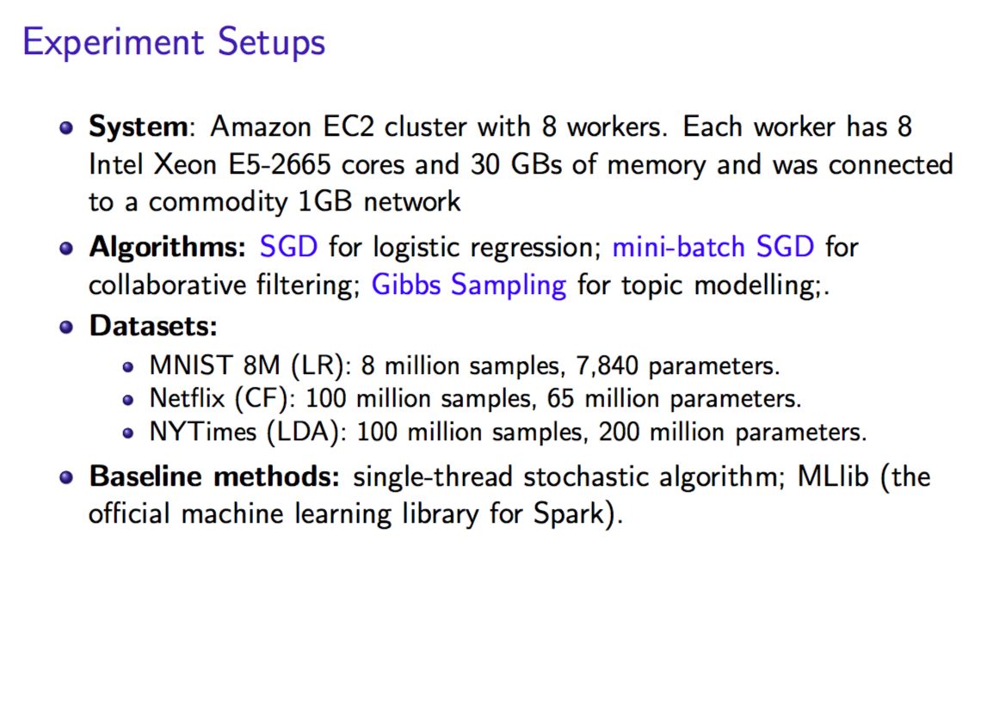 Experiment Setups
System: Amazon EC2 cluster with 8 workers. Each worker has 8
Intel Xeon E5-2665 cores and 30 GBs of memory and was connected
to a commodity 1GB network
Algorithms: SGD for logistic regression; mini-batch SGD for
collaborative filtering; Gibbs Sampling for topic modelling;.
Datasets:
MNIST 8M (LR): 8 million samples, 7,840 parameters.
Netflix (CF): 100 million samples, 65 million parameters.
NYTimes (LDA): 100 million samples, 200 million parameters.
Baseline methods: single-thread stochastic algorithm; MLlib (the
official machine learning library for Spark).